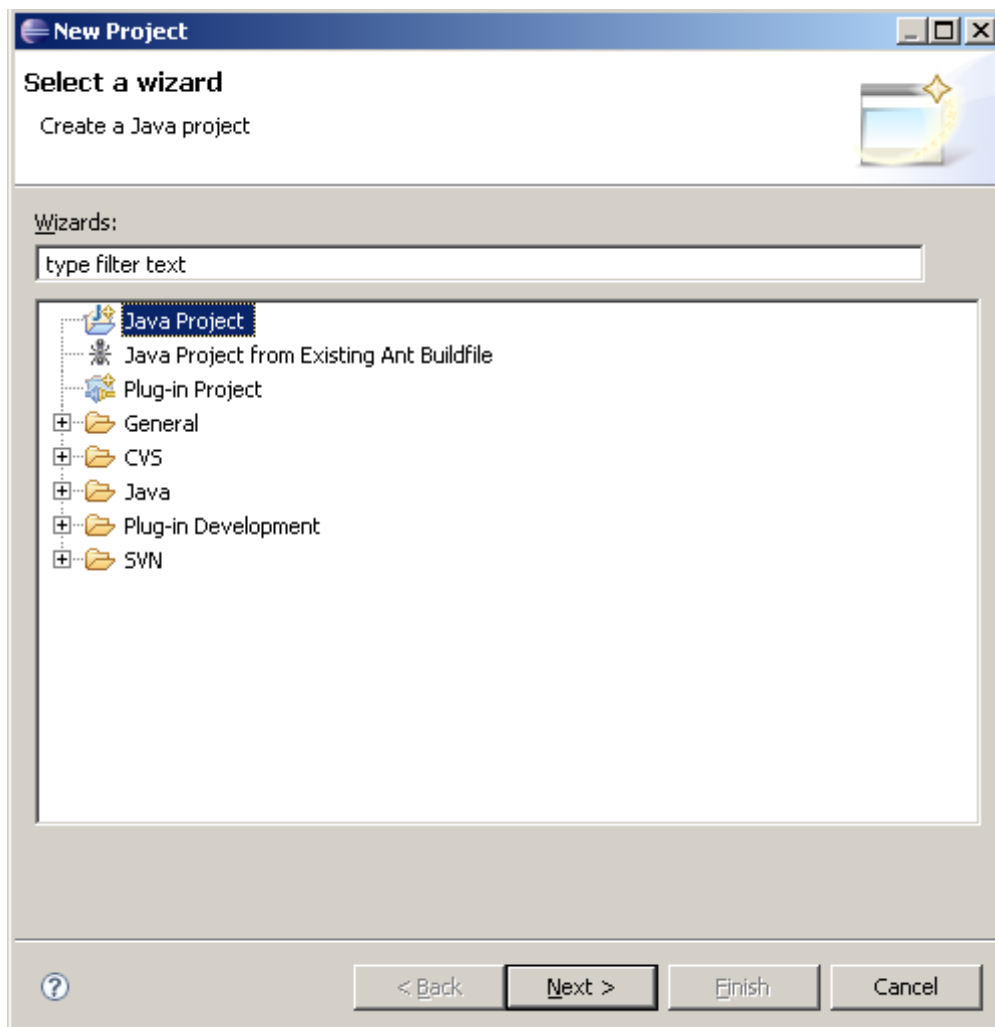 New Project
Select a wizard
Create a Java project
Wizards:
type filter text
Java Project
Java Project from Existing Ant Buildfile
Plug-in Project
General
CVS
Java
Plug-in Development
SVN
? < Back Next > Finish Cancel